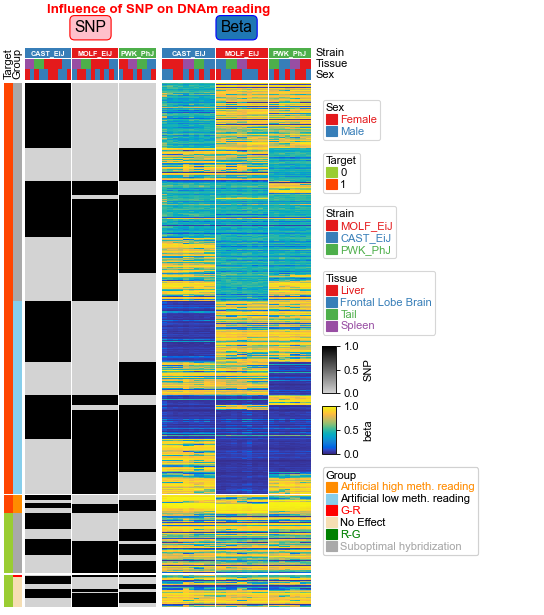 Influence of SNP on DNAm reading
SNP
Beta
Target
Group
CAST_EiJ
MOLF_EiJ
PWK_PhJ
CAST_EiJ
MOLF_EiJ
PWK_PhJ
Strain
Tissue
Sex
Sex
Female
Male
Target
0
1
Strain
MOLF_EiJ
CAST_EiJ
PWK_PhJ
Tissue
Liver
Frontal Lobe Brain
Tail
Spleen
1.0
0.5
0.0
SNP
1.0
0.5
0.0
beta
Group
Artificial high meth. reading
Artificial low meth. reading
G-R
No Effect
R-G
Suboptimal hybridization